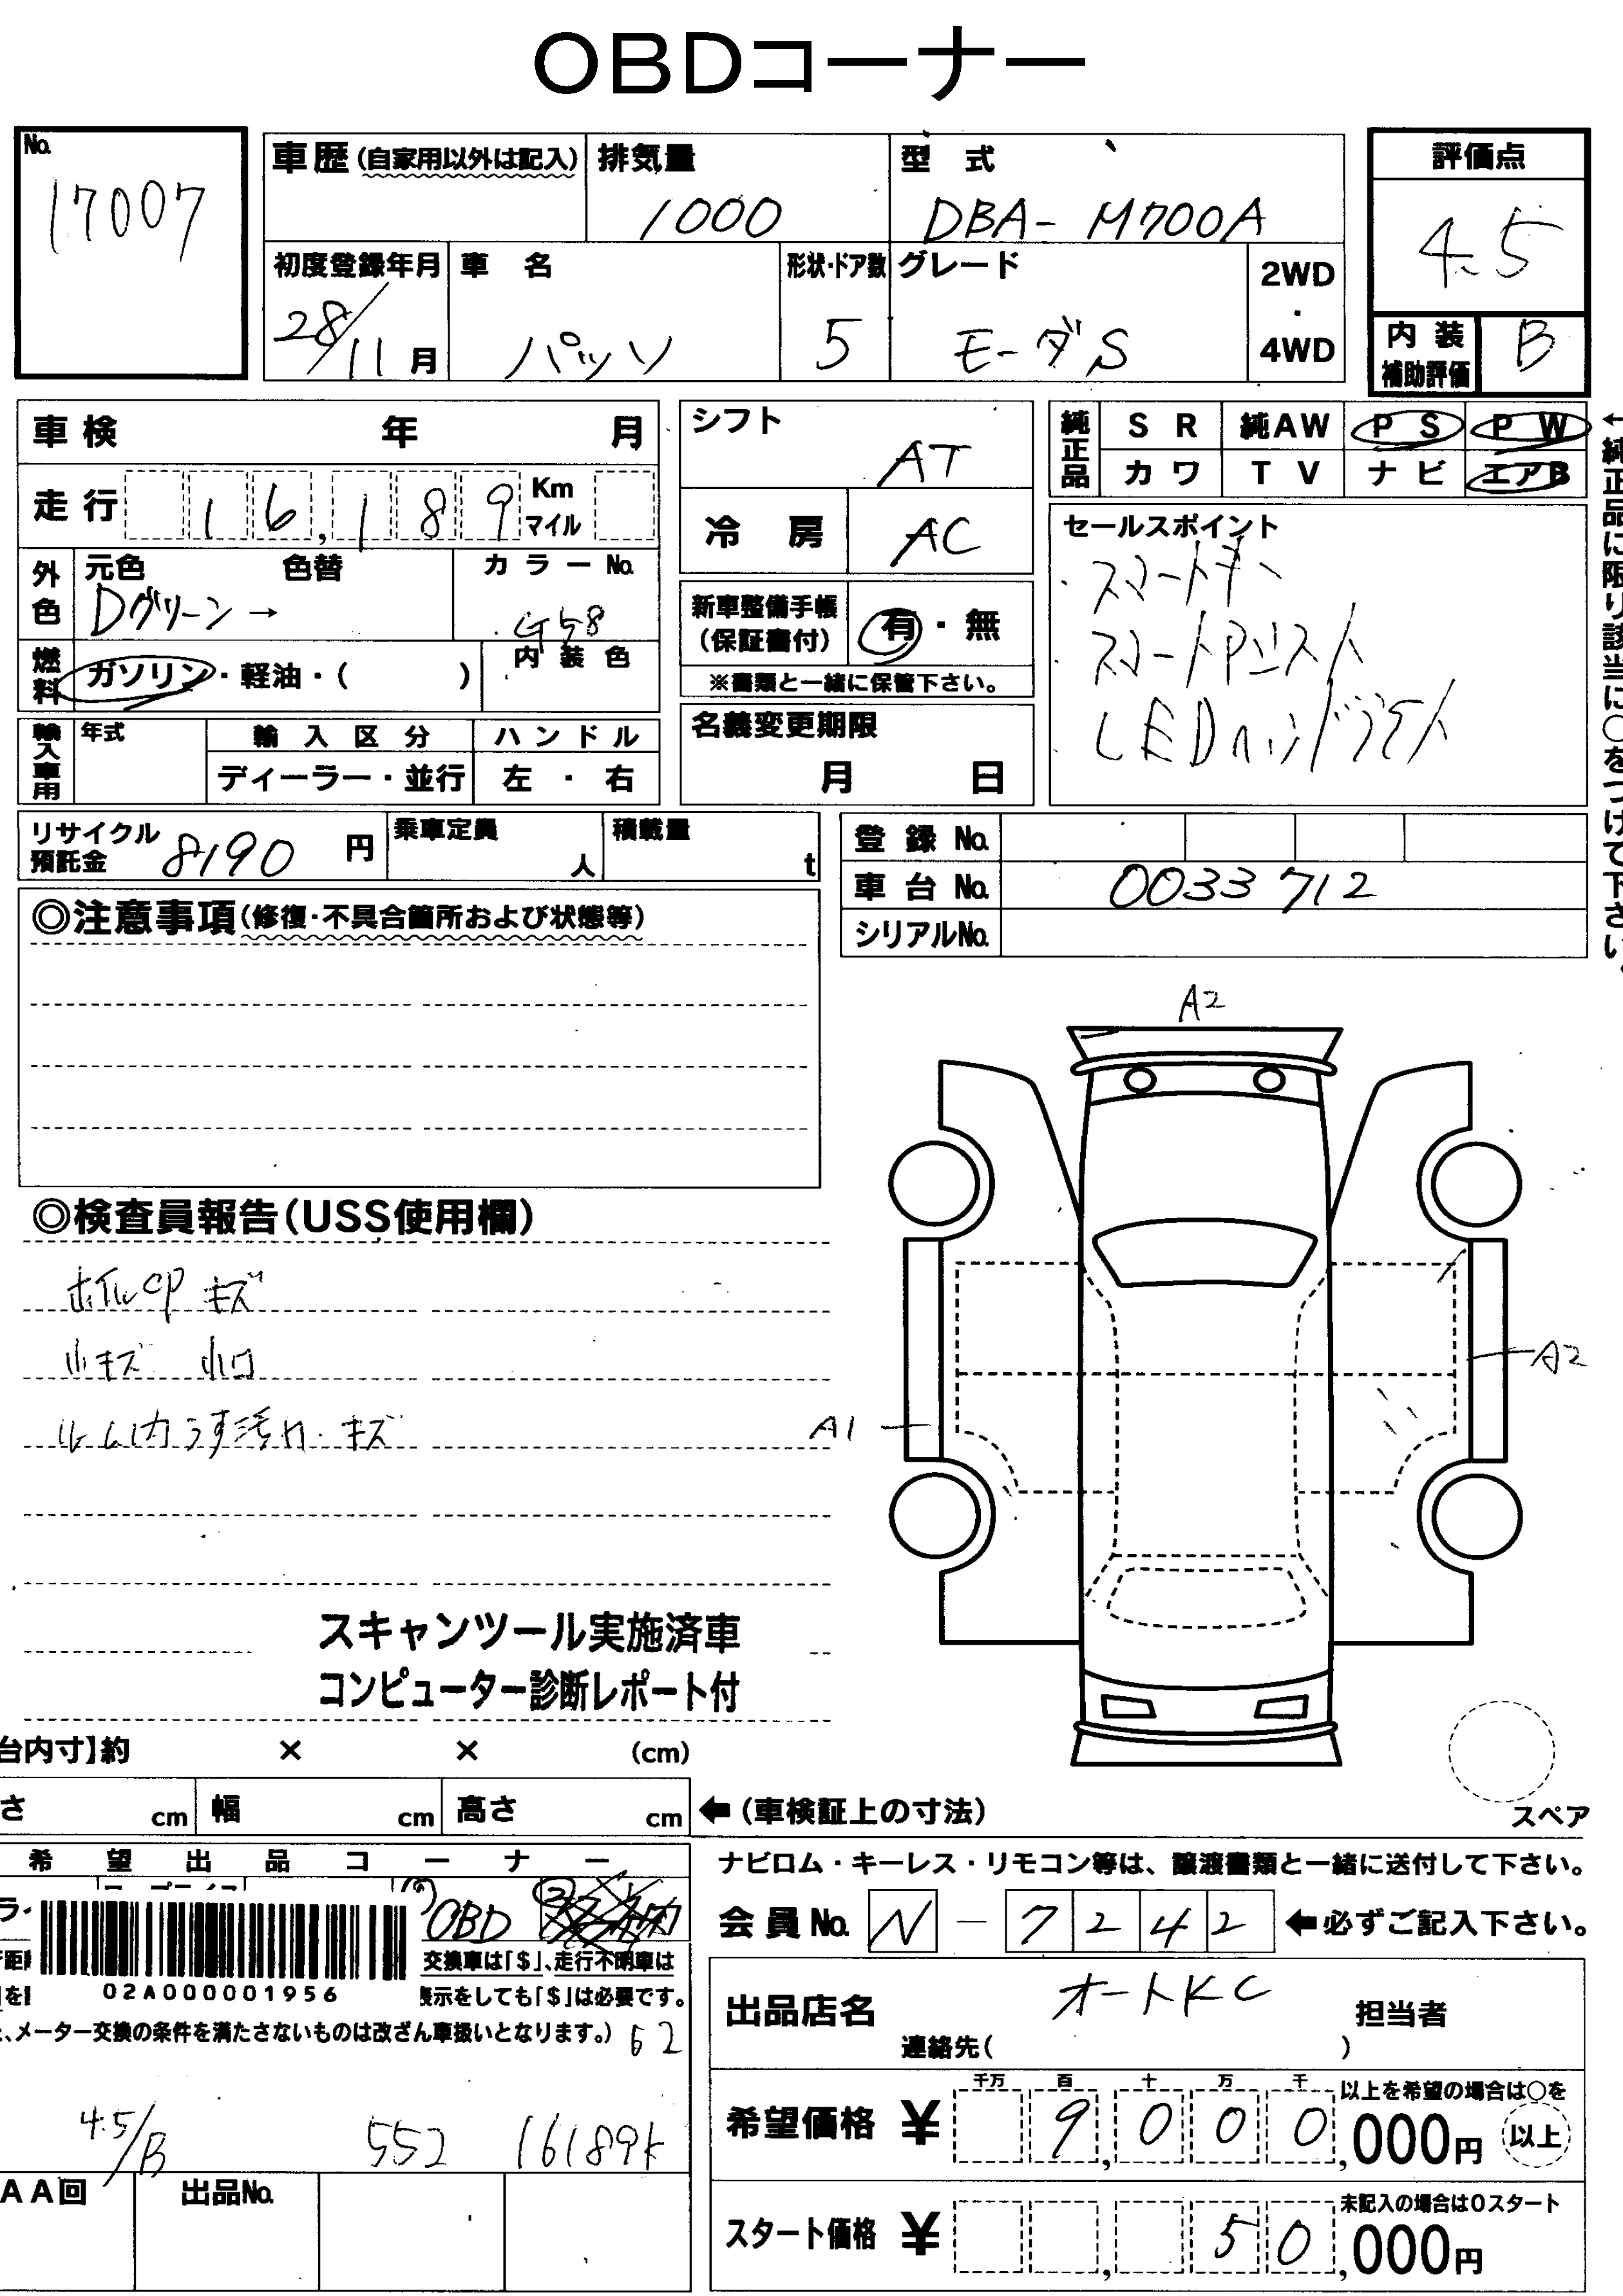 OBDコーナー
No.
17007
車歴(自家用以外は記入)
排気量
1000
型 式
DBA-M700A
評価点
4.5
初度登録年月
28/11月
車 名
パッソ
形状・ドア数
5
グレード
モーダS
2WD
・
4WD
内装
補助評価
B
車検 年 月
走行 16,189 Km
マイル
外色
元色 色替
Dグリーン→
カラーNo.
G58
燃料
ガソリン・軽油・( )
内装色
輸入車用
年式
輸入区分
ディーラー・並行
ハンドル
左・右
シフト
AT
冷房
AC
新車整備手帳
(保証書付)
有・無
※書類と一緒に保管下さい。
名義変更期限
月 日
純正品
SR 純AW PS PW
カワ TV ナビ エアB
←純正品に限り該当に○をつけて下さい。
セールスポイント
・スマートキー
スマートアシスト
LEDヘッドライト
リサイクル
預託金
8190 円
乗車定員
人
積載量
t
登録No.
車台No. 0033712
シリアルNo.
◎注意事項(修復・不具合箇所および状態等)
◎検査員報告(USS使用欄)
ホイルCPキズ
小キズ 小凹
ルーム内うす汚れ・キズ
スキャンツール実施済車
コンピューター診断レポート付
A2
A2
A1
スペア
台内寸】約 × × (cm)
さ cm 幅 cm 高さ cm
←(車検証上の寸法)
希望出品コーナー
OBD
②
交換車は「$」、走行不明車は
表示をしても「$」は必要です。
、メーター交換の条件を満たさないものは改ざん車扱いとなります。)
62
02A000001956
4.5/B 552 16189K
AA回
出品No.
ナビロム・キーレス・リモコン等は、譲渡書類と一緒に送付して下さい。
会員No. N-7242 ←必ずご記入下さい。
出品店名 オートKC 担当者
連絡先( )
千万 百 十 万 千
希望価格 ¥ 9,000,000円
以上を希望の場合は○を
以上
スタート価格 ¥ 50,000円
未記入の場合は0スタート